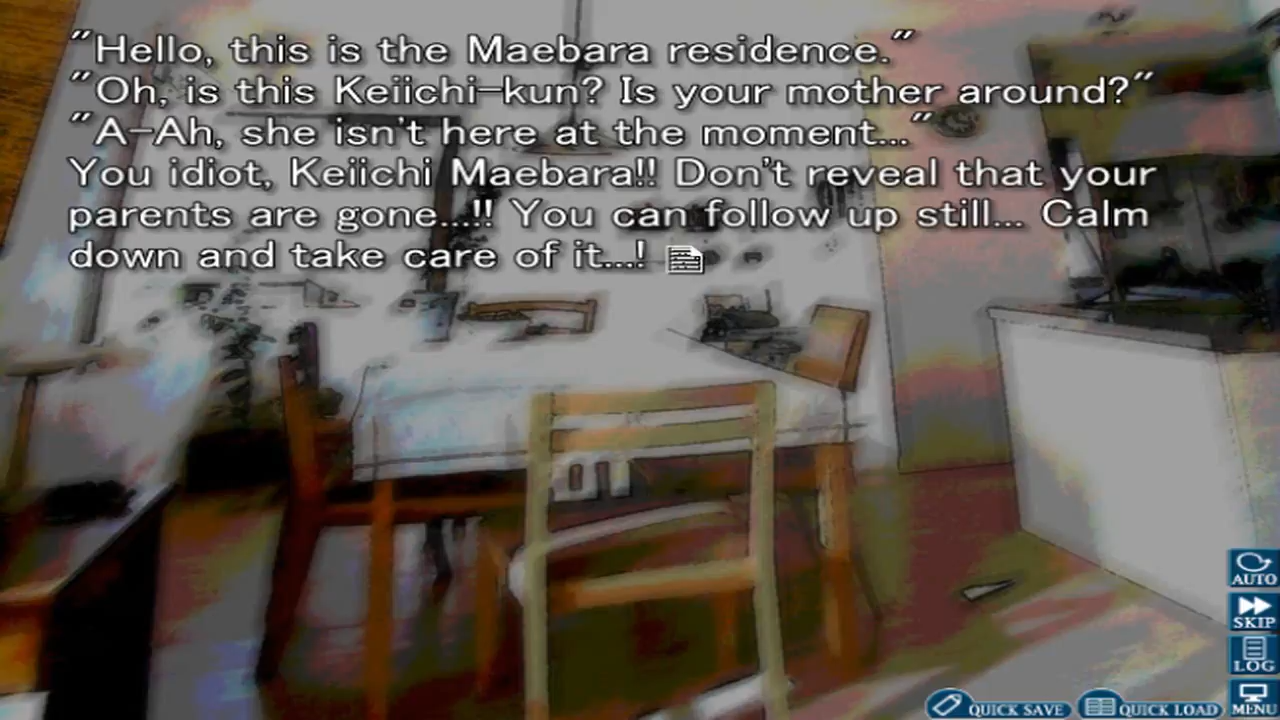 "Hello, this is the Maebara residence."
"Oh, is this Keiichi-kun? Is your mother around?"
"A-Ah, she isn't here at the moment..."
You idiot, Keiichi Maebara!! Don't reveal that your
parents are gone...!! You can follow up still... Calm
down and take care of it...!
AUTO
SKIP
LOG
QUICK SAVE
QUICK LOAD
MENU